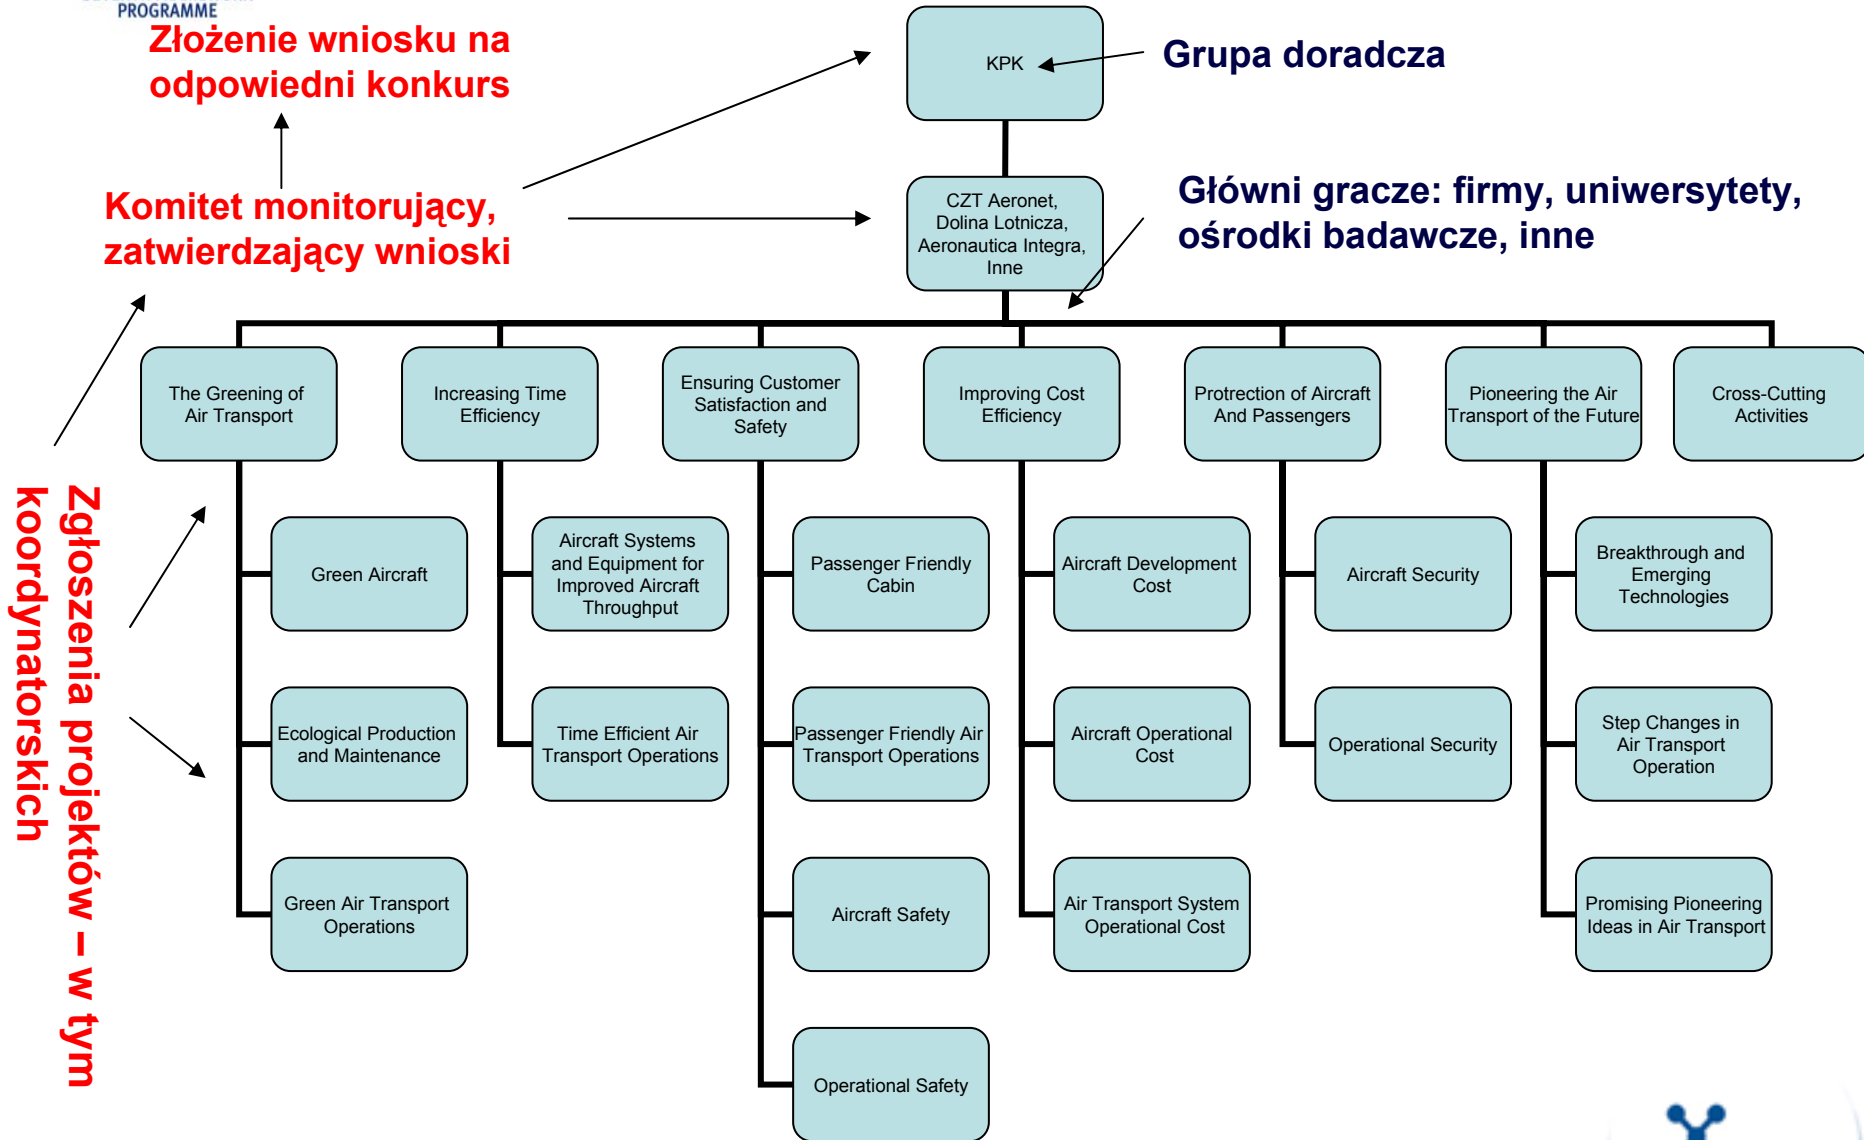 PROGRAMME
Złożenie wniosku na
odpowiedni konkurs
KPK
Grupa doradcza
Komitet monitorujący,
zatwierdzający wnioski
CZT Aeronet,
Dolina Lotnicza,
Aeronautica Integra,
Inne
Główni gracze: firmy, uniwersytety,
ośrodki badawcze, inne
Zgłoszenia projektów – w tym
koordynatorskich
The Greening of
Air Transport
Increasing Time
Efficiency
Ensuring Customer
Satisfaction and
Safety
Improving Cost
Efficiency
Protrection of Aircraft
And Passengers
Pioneering the Air
Transport of the Future
Cross-Cutting
Activities
Green Aircraft
Aircraft Systems
and Equipment for
Improved Aircraft
Throughput
Passenger Friendly
Cabin
Aircraft Development
Cost
Aircraft Security
Breakthrough and
Emerging
Technologies
Ecological Production
and Maintenance
Time Efficient Air
Transport Operations
Passenger Friendly Air
Transport Operations
Aircraft Operational
Cost
Operational Security
Step Changes in
Air Transport
Operation
Green Air Transport
Operations
Aircraft Safety
Air Transport System
Operational Cost
Promising Pioneering
Ideas in Air Transport
Operational Safety